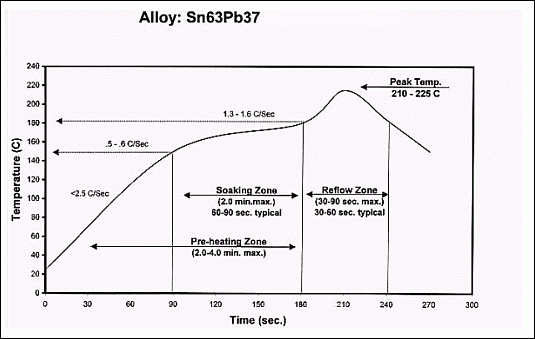 Alloy: Sn63Pb37
Peak Temp.
210 - 225 C
1.3 - 1.6 C/Sec
.5 - .6 C/Sec
<2.5 C/Sec
Soaking Zone
(2.0 min.max.)
60-90 sec. typical
Reflow Zone
(30-90 sec. max.)
30-60 sec. typical
Pre-heating Zone
(2.0-4.0 min. max.)
Temperature (C)
240
220
200
180
160
140
120
100
80
60
40
20
0
0 30 60 90 120 150 180 210 240 270 300
Time (sec.)